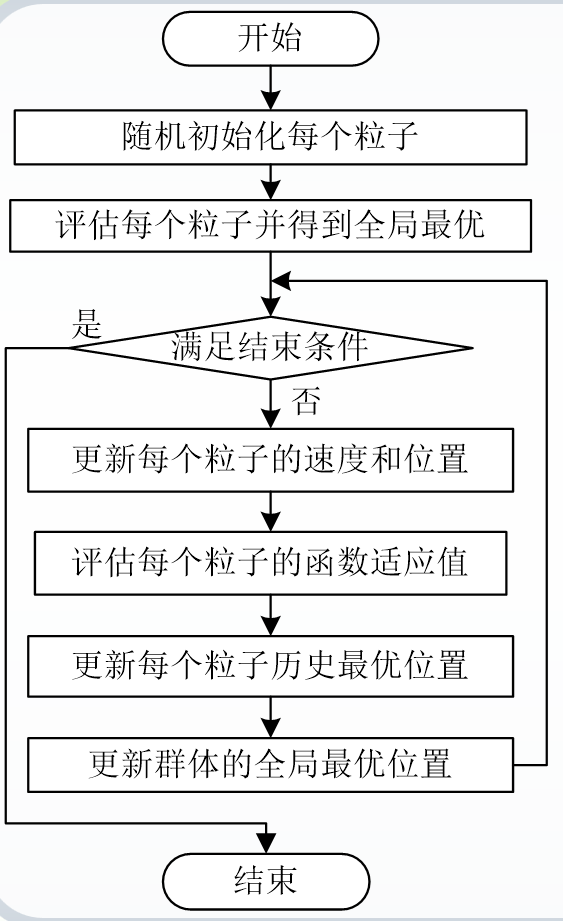 开始
随机初始化每个粒子
评估每个粒子并得到全局最优
是
满足结束条件
否
更新每个粒子的速度和位置
评估每个粒子的函数适应值
更新每个粒子历史最优位置
更新群体的全局最优位置
结束